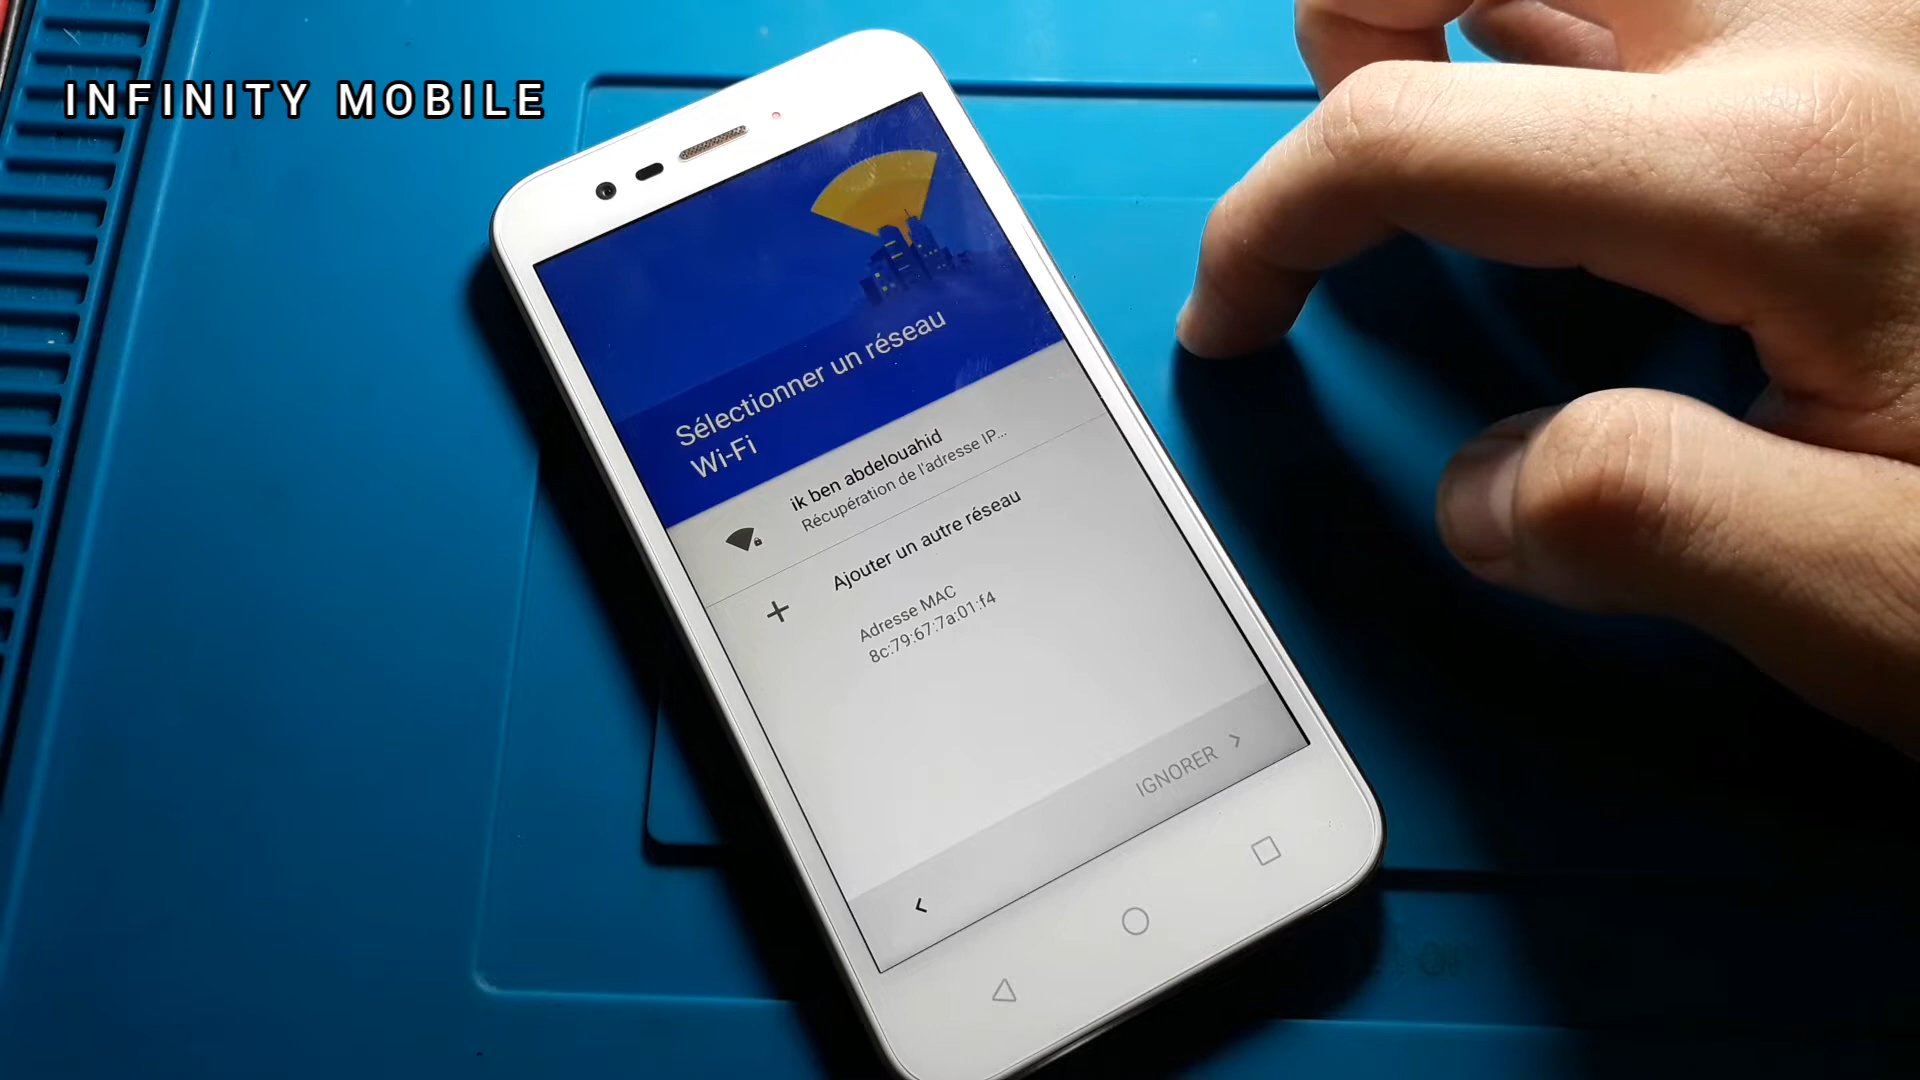 INFINITY MOBILE
Sélectionner un réseau
Wi-Fi
ik ben abdelouahid
Récupération de l'adresse IP...
Ajouter un autre réseau
Adresse MAC
8c:79:67:7a:01:f4
IGNORER